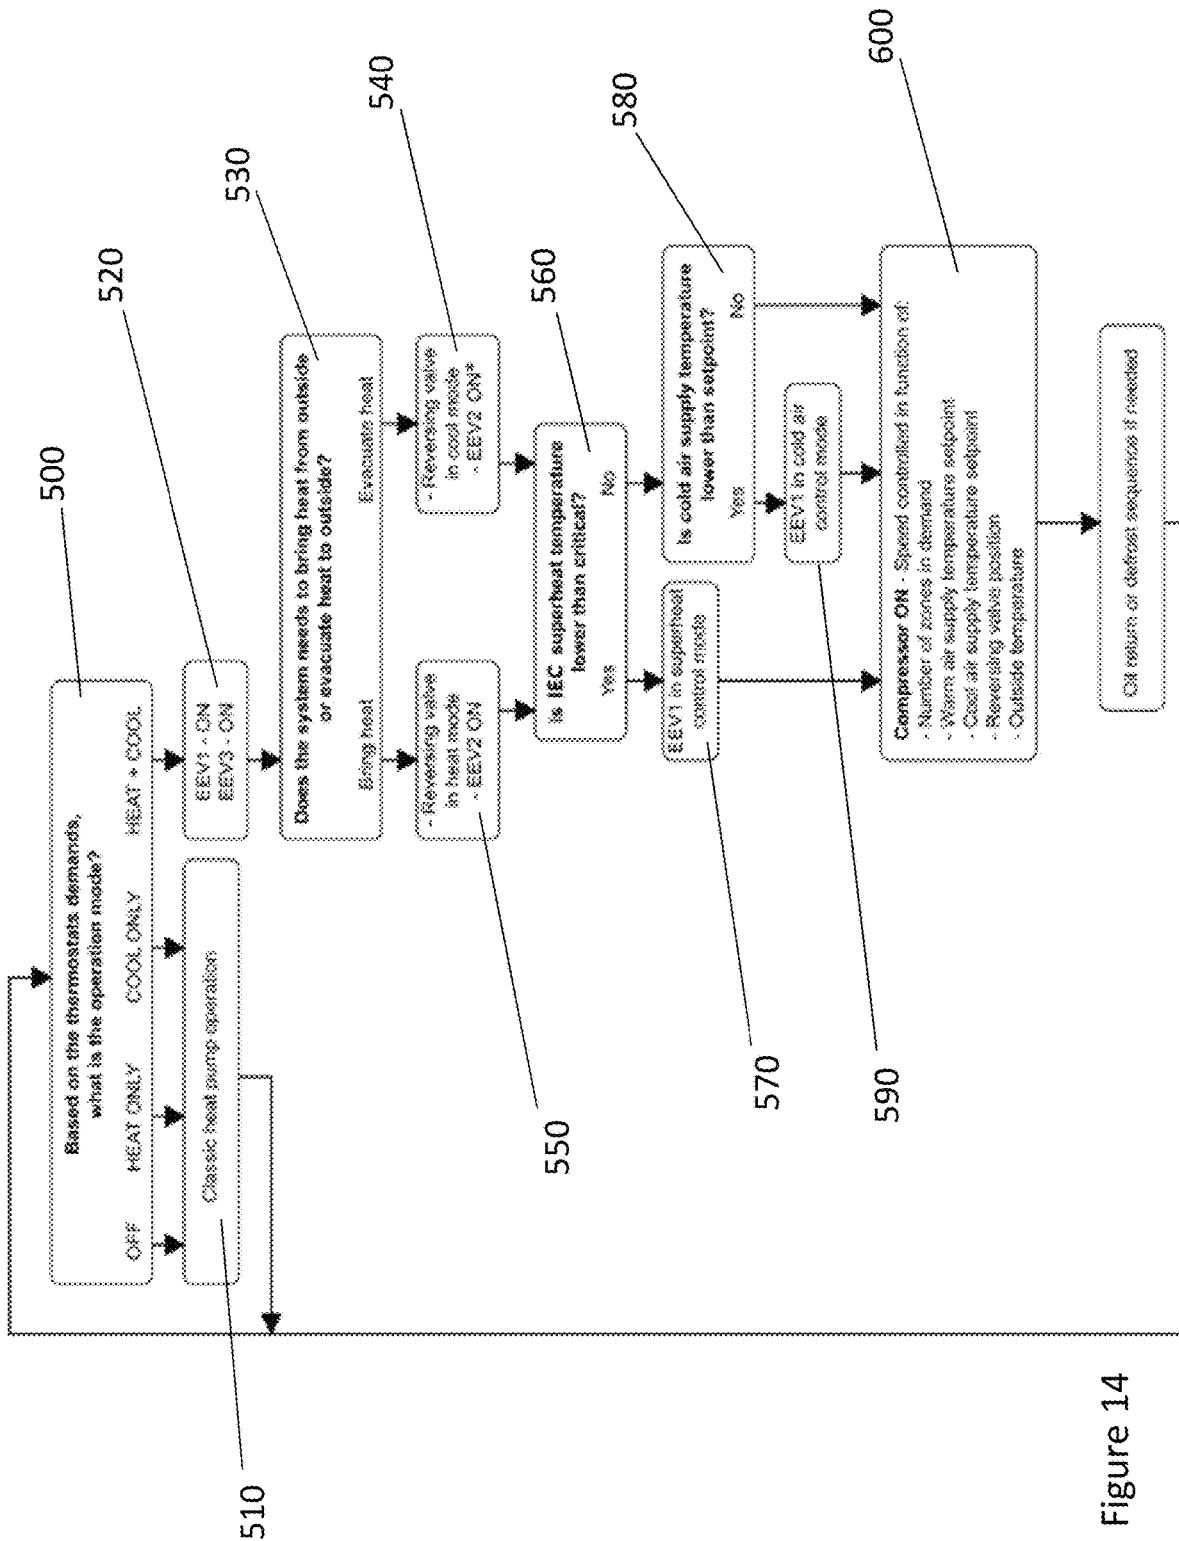 500
Based on the thermostats demands,
what is the operation mode?
OFF HEAT ONLY COOL ONLY HEAT + COOL
510
Classic heat pump operation
520
EEV1 - ON
EEV3 - ON
530
Does the system needs to bring heat from outside
or evacuate heat to outside?
Bring heat Evacuate heat
550
- Reversing valve
in heat mode
- EEV2 ON
540
- Reversing valve
in cool mode
- EEV2 ON*
560
Is IEC superheat temperature
lower than critical?
Yes No
570
EEV1 in superheat
control mode
580
Is cold air supply temperature
lower than setpoint?
Yes No
590
EEV1 in cold air
control mode
600
Compressor ON - Speed controlled in function of:
- Number of zones in demand
- Warm air supply temperature setpoint
- Cool air supply temperature setpoint
- Reversing valve position
- Outside temperature
Oil return or defrost sequence if needed
Figure 14